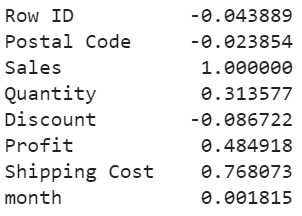 Row ID -0.043889
Postal Code -0.023854
Sales 1.000000
Quantity 0.313577
Discount -0.086722
Profit 0.484918
Shipping Cost 0.768073
month 0.001815